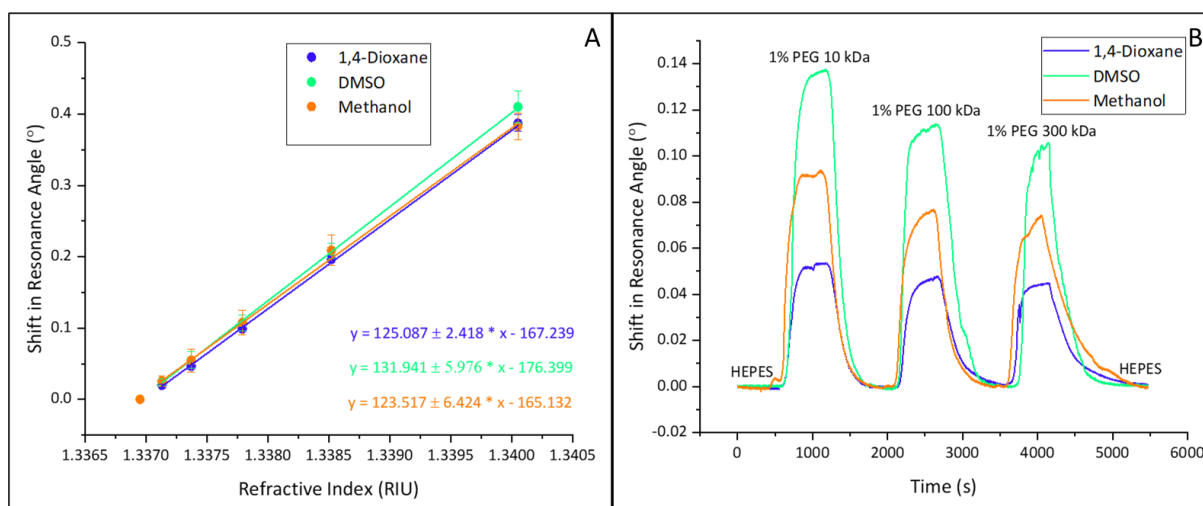 A
1,4-Dioxane
DMSO
Methanol
Shift in Resonance Angle (°)
0.5
0.4
0.3
0.2
0.1
0.0
y = 125.087 ± 2.418 * x - 167.239
y = 131.941 ± 5.976 * x - 176.399
y = 123.517 ± 6.424 * x - 165.132
1.3365 1.3370 1.3375 1.3380 1.3385 1.3390 1.3395 1.3400 1.3405
Refractive Index (RIU)
B
1,4-Dioxane
DMSO
Methanol
Shift in Resonance Angle (°)
0.14
0.12
0.10
0.08
0.06
0.04
0.02
0.00
-0.02
1% PEG 10 kDa
1% PEG 100 kDa
1% PEG 300 kDa
HEPES
HEPES
0 1000 2000 3000 4000 5000 6000
Time (s)